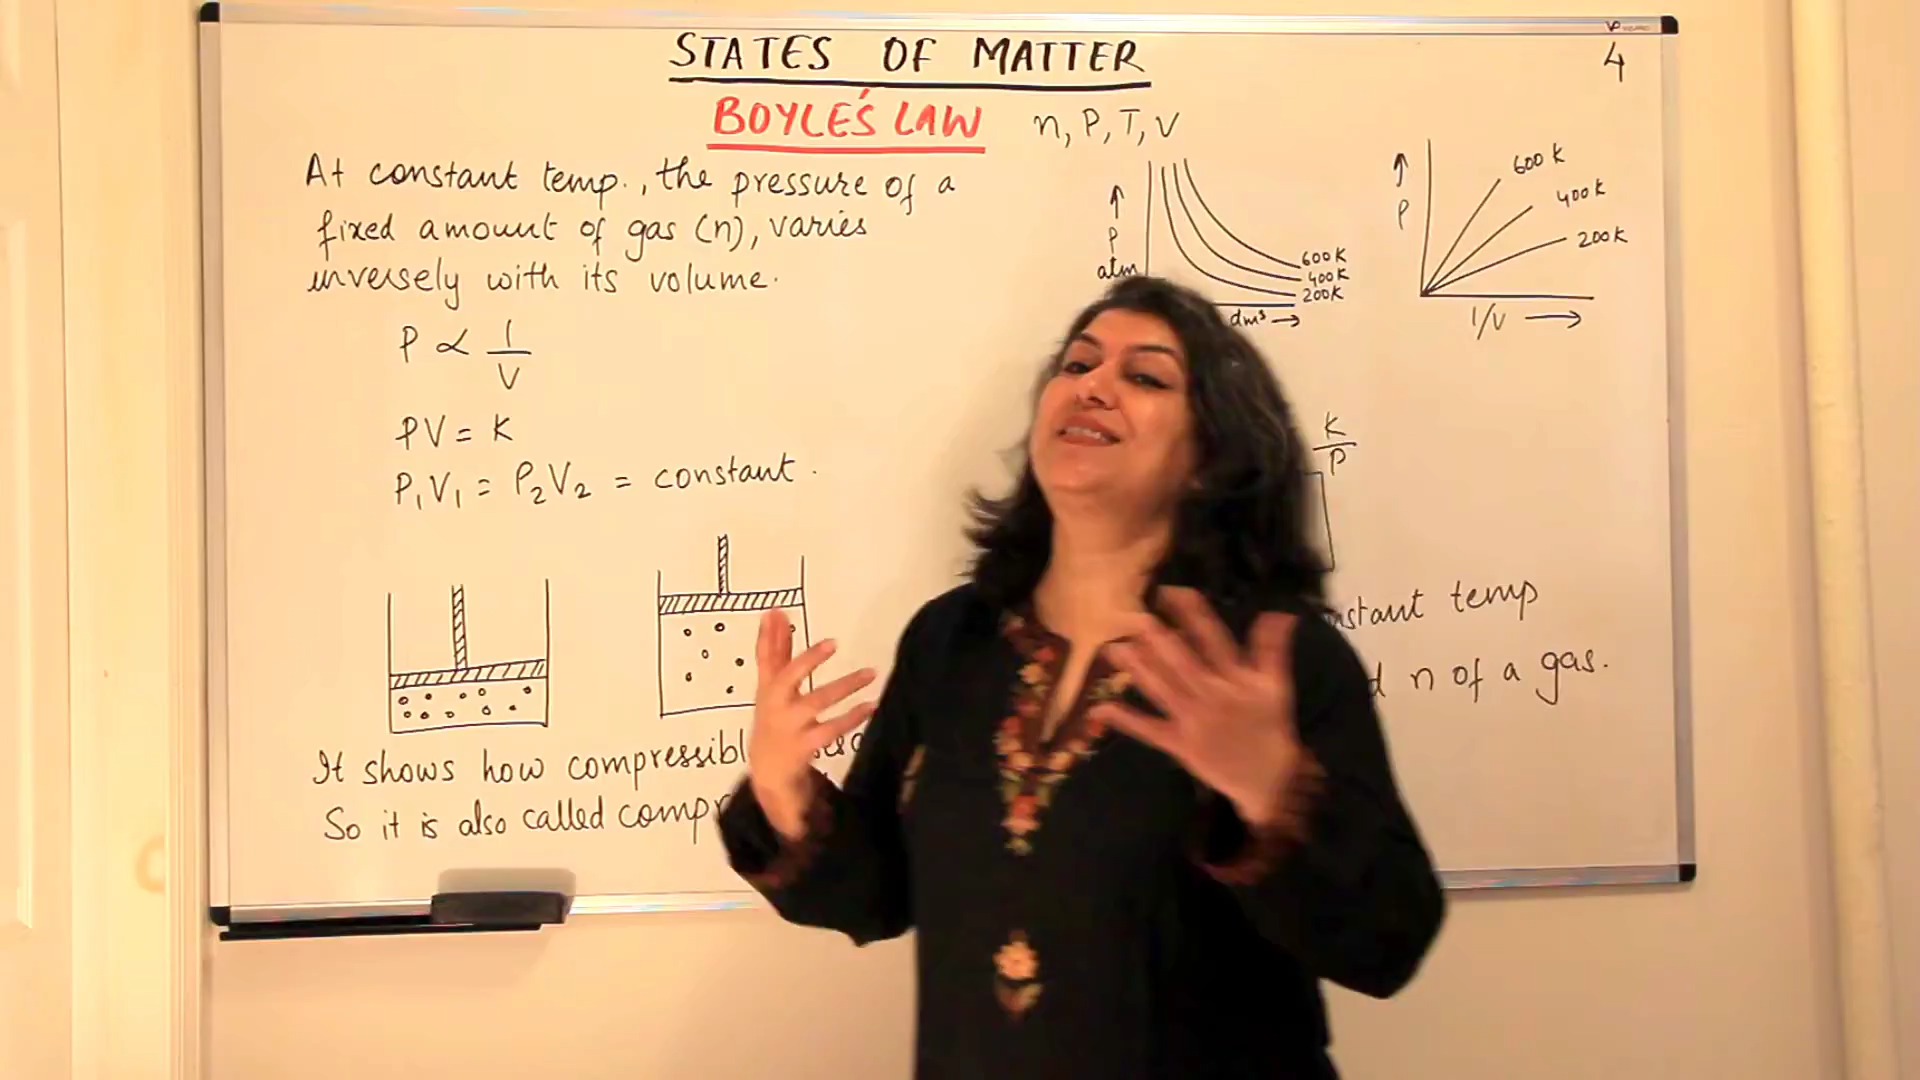 STATES OF MATTER
4
BOYLE'S LAW n, P, T, V
At constant temp., the pressure of a
fixed amount of gas (n), varies
inversely with its volume.
P ∝ 1/V
PV = K
P₁V₁ = P₂V₂ = constant.
It shows how compressibl
So it is also called comp
↑
P
atm
600 K
400 K
200 K
dm³ →
↑
P
600 K
400 K
200 K
1/V →
K/P
nstant temp
d n of a gas.